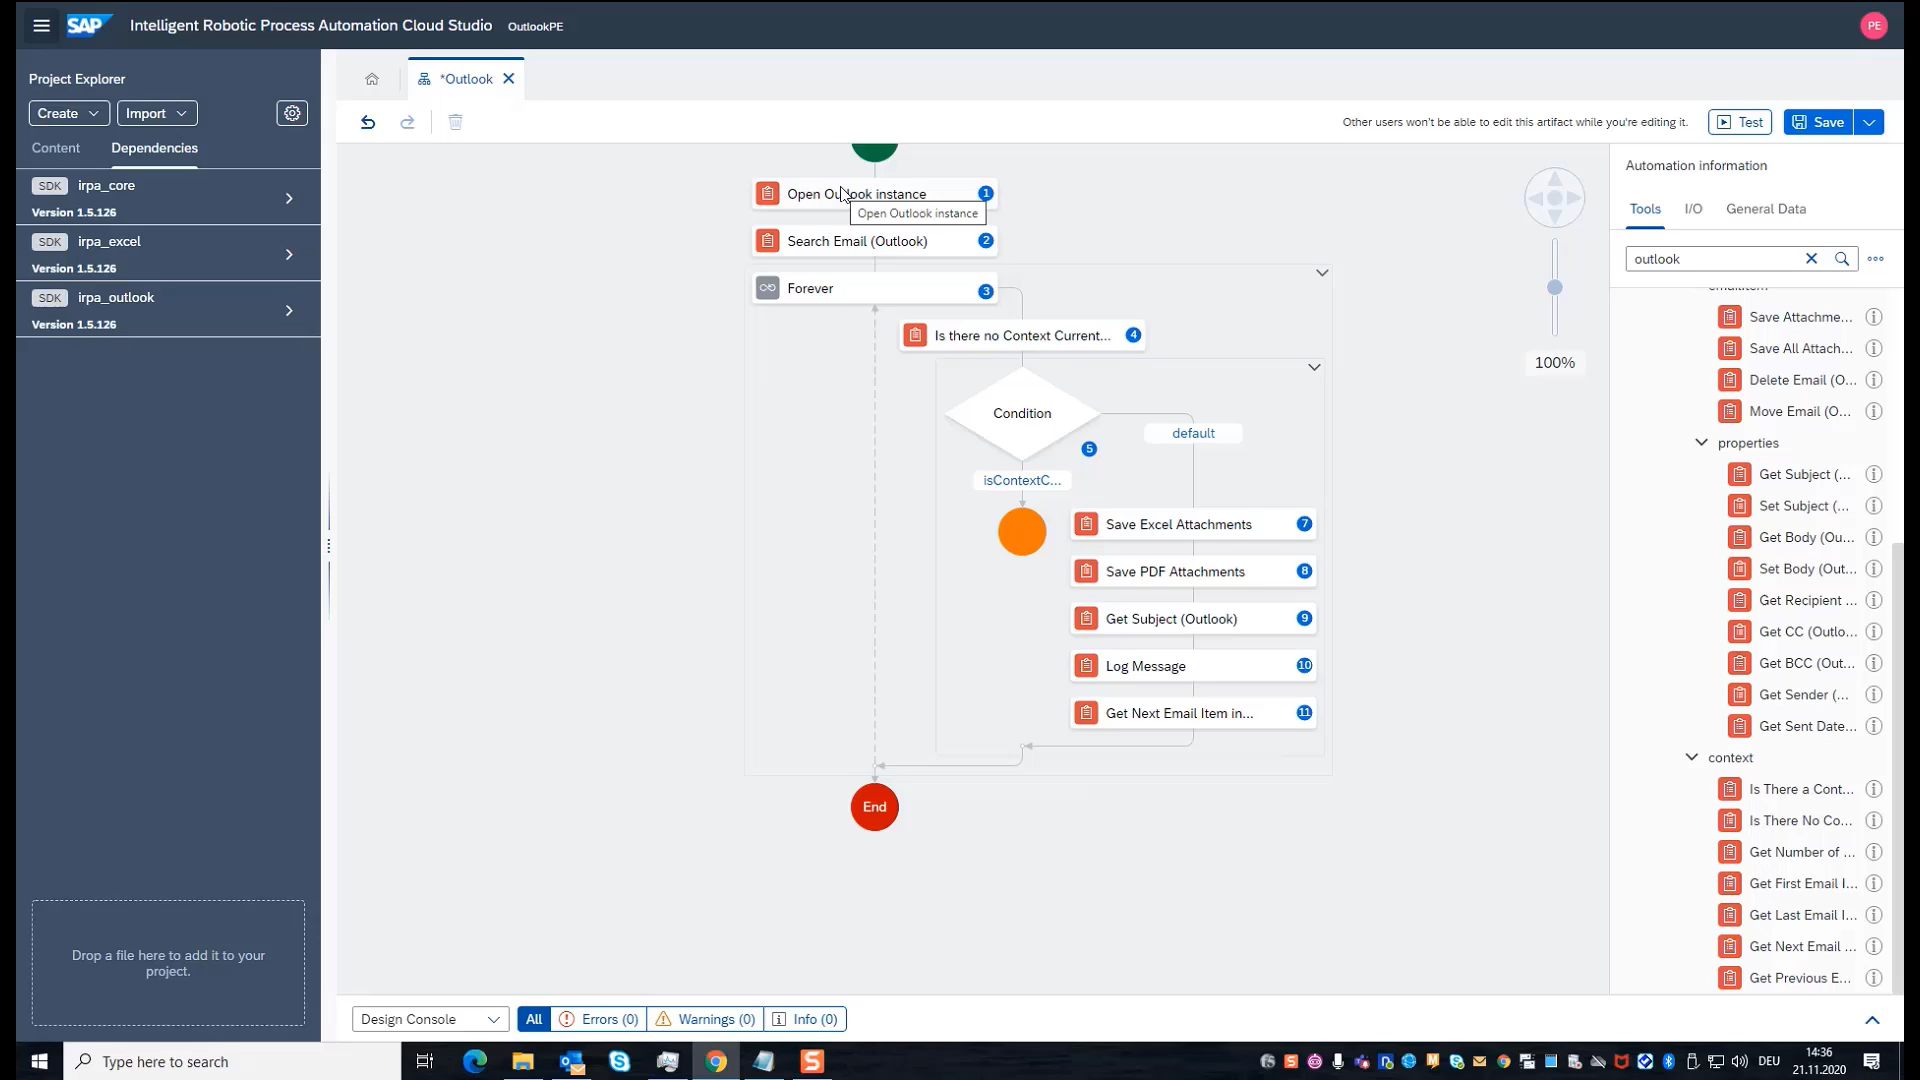 SAP Intelligent Robotic Process Automation Cloud Studio OutlookPE
PE
Project Explorer
Create
Import
Content
Dependencies
SDK irpa_core
Version 1.5.126
SDK irpa_excel
Version 1.5.126
SDK irpa_outlook
Version 1.5.126
Drop a file here to add it to your
project.
*Outlook
Other users won't be able to edit this artifact while you're editing it.
Test
Save
Open Outlook instance 1
Open Outlook instance
Search Email (Outlook) 2
Forever 3
Is there no Context Current... 4
Condition
5
default
isContextC...
Save Excel Attachments 7
Save PDF Attachments 8
Get Subject (Outlook) 9
Log Message 10
Get Next Email Item in... 11
End
100%
Automation information
Tools
I/O
General Data
outlook
Save Attachme...
Save All Attach...
Delete Email (O...
Move Email (O...
properties
Get Subject (...
Set Subject (...
Get Body (Ou...
Set Body (Out...
Get Recipient ...
Get CC (Outlo...
Get BCC (Out...
Get Sender (...
Get Sent Date...
context
Is There a Cont...
Is There No Co...
Get Number of ...
Get First Email I...
Get Last Email I...
Get Next Email ...
Get Previous E...
Design Console
All
Errors (0)
Warnings (0)
Info (0)
Type here to search
DEU
14:36
21.11.2020